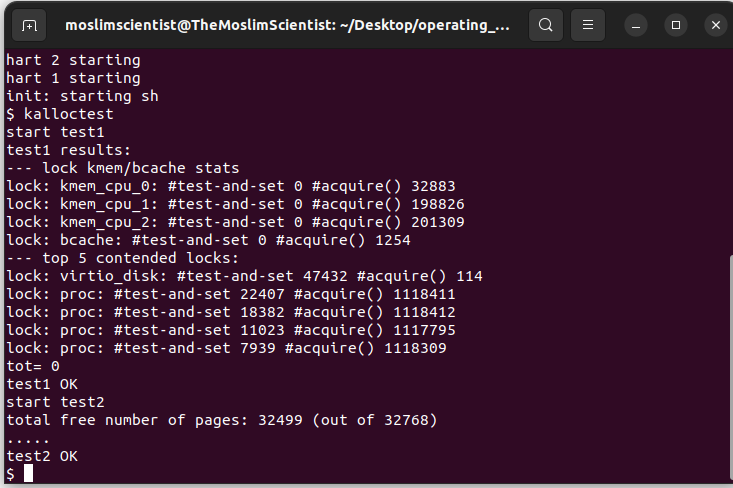 moslimscientist@TheMoslimScientist: ~/Desktop/operating_...
hart 2 starting
hart 1 starting
init: starting sh
$ kalloctest
start test1
test1 results:
--- lock kmem/bcache stats
lock: kmem_cpu_0: #test-and-set 0 #acquire() 32883
lock: kmem_cpu_1: #test-and-set 0 #acquire() 198826
lock: kmem_cpu_2: #test-and-set 0 #acquire() 201309
lock: bcache: #test-and-set 0 #acquire() 1254
--- top 5 contended locks:
lock: virtio_disk: #test-and-set 47432 #acquire() 114
lock: proc: #test-and-set 22407 #acquire() 1118411
lock: proc: #test-and-set 18382 #acquire() 1118412
lock: proc: #test-and-set 11023 #acquire() 1117795
lock: proc: #test-and-set 7939 #acquire() 1118309
tot= 0
test1 OK
start test2
total free number of pages: 32499 (out of 32768)
.....
test2 OK
$